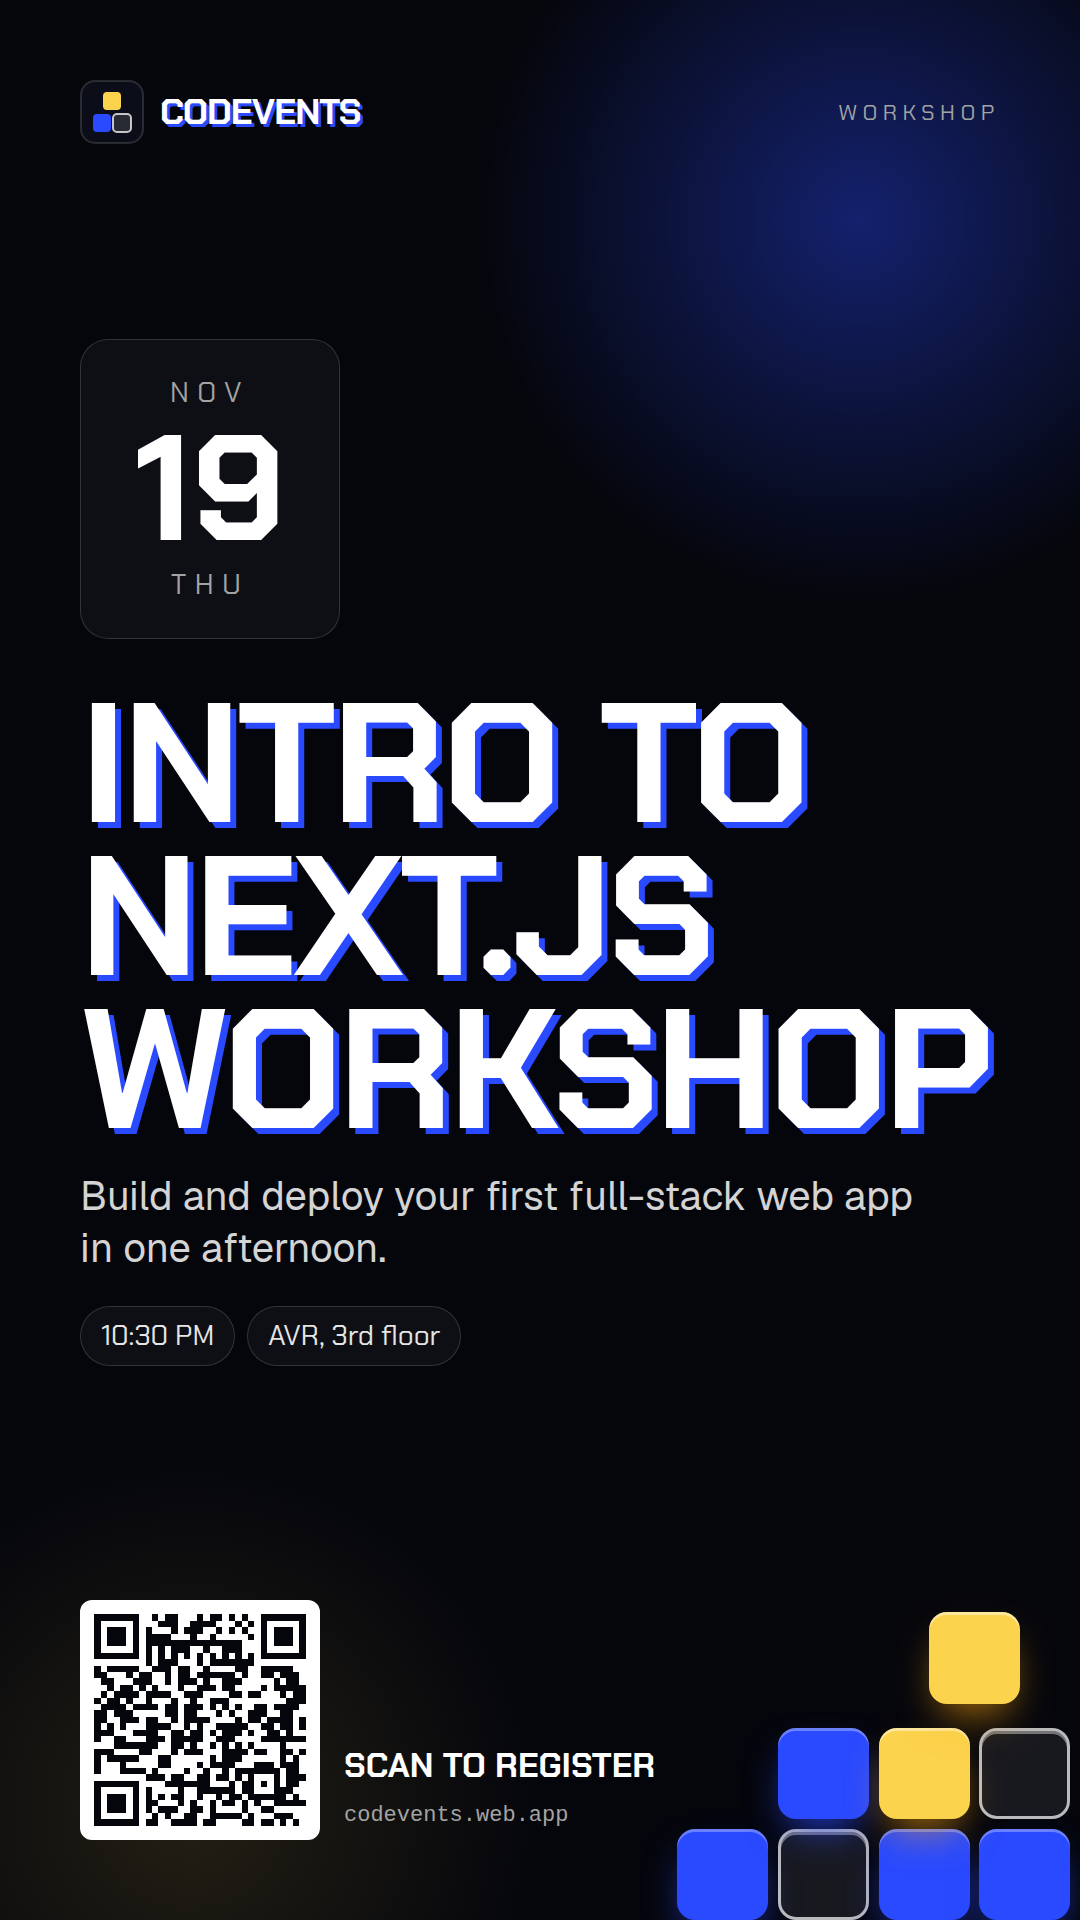 CODEVENTS
WORKSHOP
NOV
19
THU
INTRO TO
NEXT.JS
WORKSHOP
Build and deploy your first full-stack web app
in one afternoon.
10:30 PM
AVR, 3rd floor
SCAN TO REGISTER
codevents.web.app